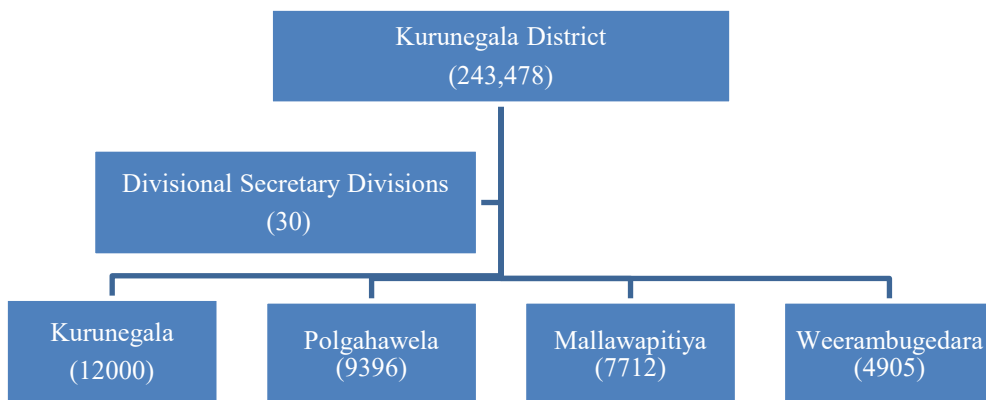 Kurunegala District
(243,478)
Divisional Secretary Divisions
(30)
Kurunegala
(12000)
Polgahawela
(9396)
Mallawapitiya
(7712)
Weerambugedara
(4905)